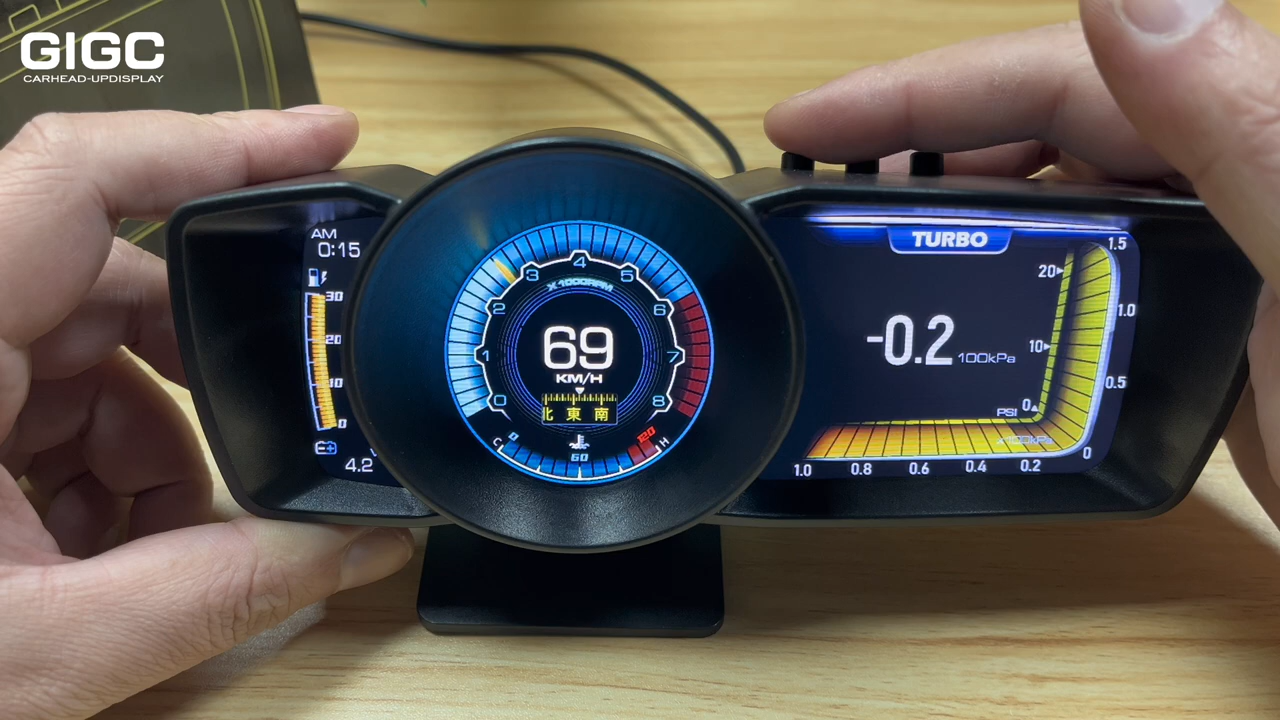 GIGC
CARHEAD-UPDISPLAY
AM
0:15
30
20
10
0
4.2
0
1
2
3
4
5
6
7
8
X 1000RPM
69
KM/H
北 東 南
C
0
60
120
H
TURBO
-0.2 100kPa
20
10
0
PSI
x100kPa
1.5
1.0
0.5
0
1.0 0.8 0.6 0.4 0.2